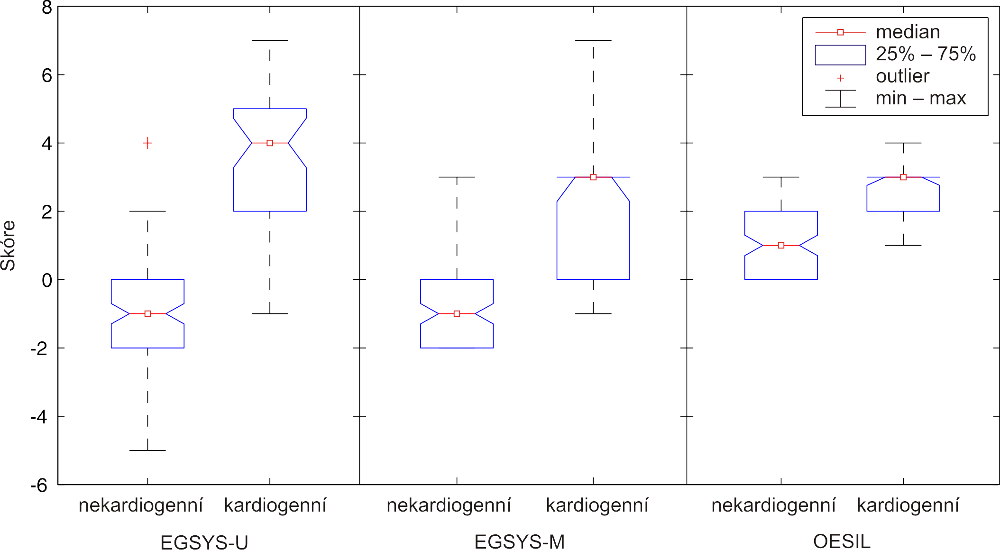 Skóre
8
6
4
2
0
-2
-4
-6
median
25% – 75%
outlier
min – max
nekardiogenní kardiogenní nekardiogenní kardiogenní nekardiogenní kardiogenní
EGSYS-U EGSYS-M OESIL